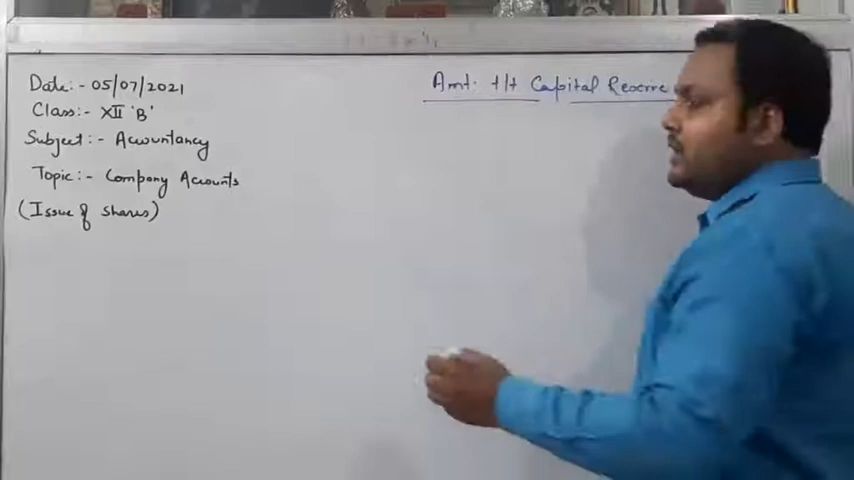 Date:- 05/07/2021
Class:- XII 'B'
Subject:- Accountancy
Topic:- Company Accounts
(Issue of shares)
Amt. t/t Capital Reserve